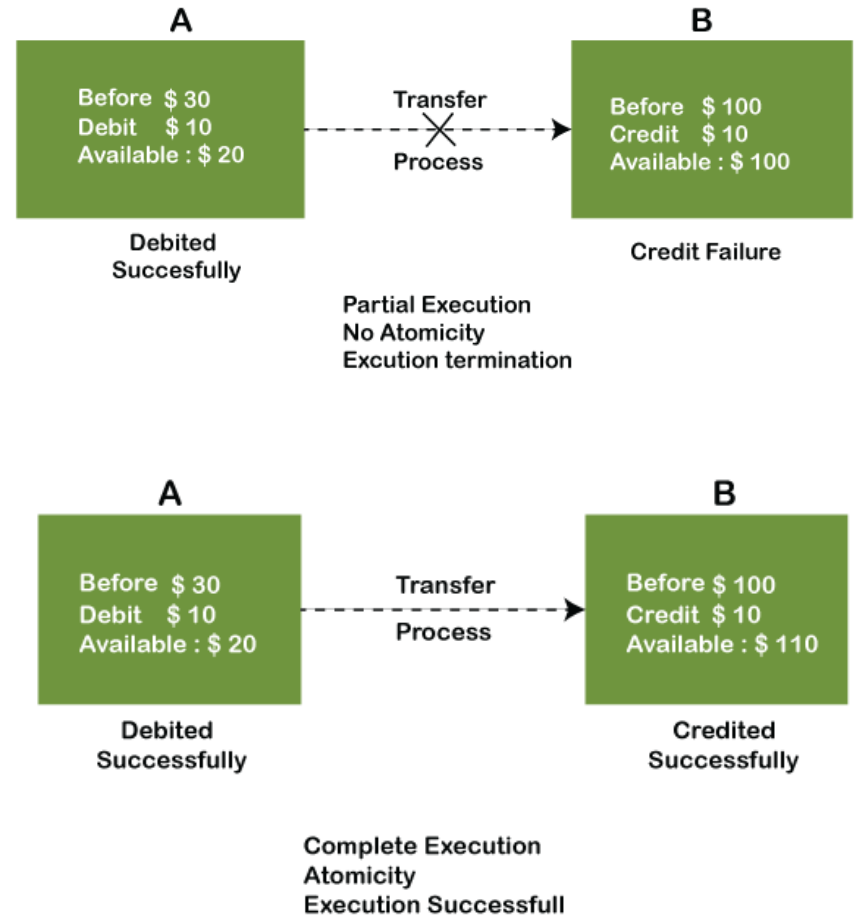 A
B
Before $ 30
Debit $ 10
Available : $ 20
Transfer
Process
Before $ 100
Credit $ 10
Available : $ 100
Debited
Succesfully
Credit Failure
Partial Execution
No Atomicity
Excution termination
A
B
Before $ 30
Debit $ 10
Available : $ 20
Transfer
Process
Before $ 100
Credit $ 10
Available : $ 110
Debited
Successfully
Credited
Successfully
Complete Execution
Atomicity
Execution Successfull